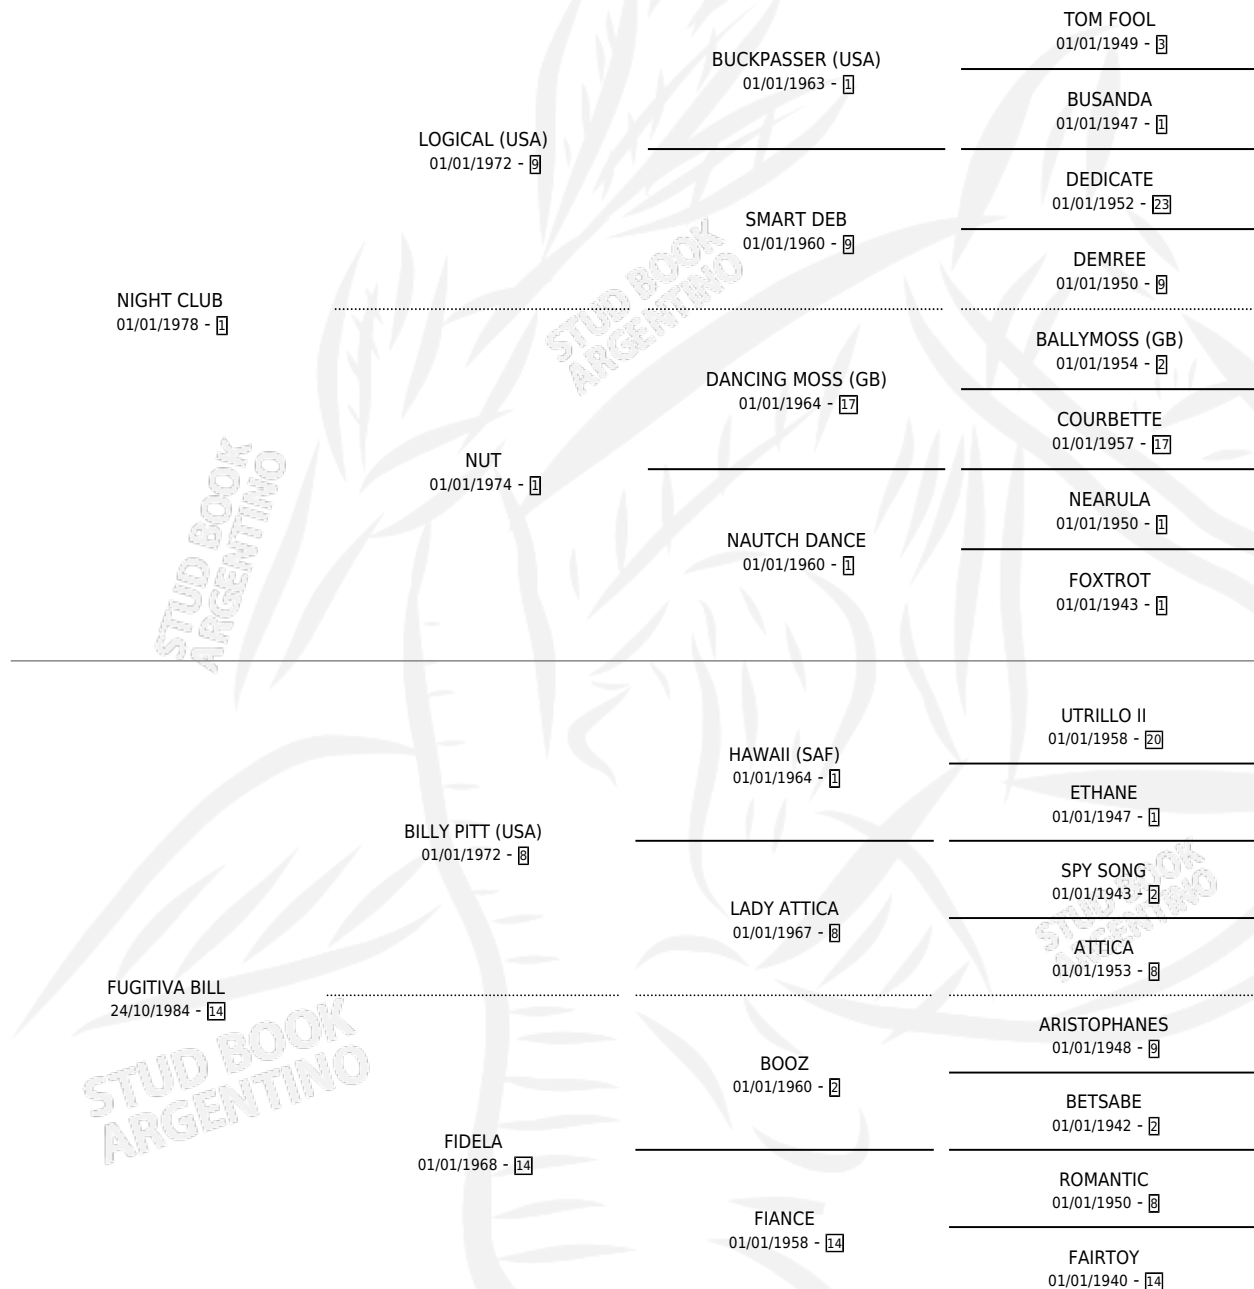 TOM FOOL
01/01/1949 - 3
BUCKPASSER (USA)
01/01/1963 - 1
BUSANDA
01/01/1947 - 1
LOGICAL (USA)
01/01/1972 - 9
DEDICATE
01/01/1952 - 23
SMART DEB
01/01/1960 - 9
DEMREE
01/01/1950 - 9
NIGHT CLUB
01/01/1978 - 1
BALLYMOSS (GB)
01/01/1954 - 2
DANCING MOSS (GB)
01/01/1964 - 17
COURBETTE
01/01/1957 - 17
NUT
01/01/1974 - 1
NEARULA
01/01/1950 - 1
NAUTCH DANCE
01/01/1960 - 1
FOXTROT
01/01/1943 - 1
UTRILLO II
01/01/1958 - 20
HAWAII (SAF)
01/01/1964 - 1
ETHANE
01/01/1947 - 1
BILLY PITT (USA)
01/01/1972 - 8
SPY SONG
01/01/1943 - 2
LADY ATTICA
01/01/1967 - 8
ATTICA
01/01/1953 - 8
FUGITIVA BILL
24/10/1984 - 14
ARISTOPHANES
01/01/1948 - 9
BOOZ
01/01/1960 - 2
BETSABE
01/01/1942 - 2
FIDELA
01/01/1968 - 14
ROMANTIC
01/01/1950 - 8
FIANCE
01/01/1958 - 14
FAIRTOY
01/01/1940 - 14
STUD BOOK
ARGENTINO
STUD BOOK
ARGENTINO
STUD BOOK
ARGENTINO
STUD BOOK
ARGENTINO